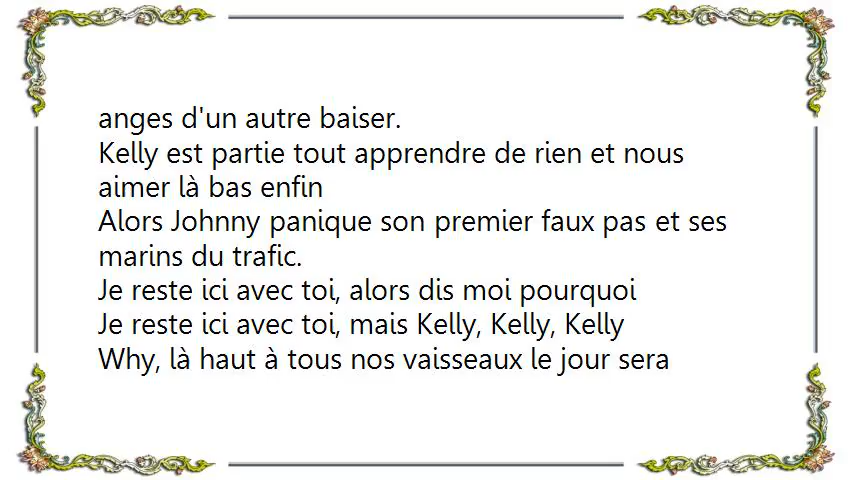 anges d'un autre baiser.
Kelly est partie tout apprendre de rien et nous
aimer là bas enfin
Alors Johnny panique son premier faux pas et ses
marins du trafic.
Je reste ici avec toi, alors dis moi pourquoi
Je reste ici avec toi, mais Kelly, Kelly, Kelly
Why, là haut à tous nos vaisseaux le jour sera